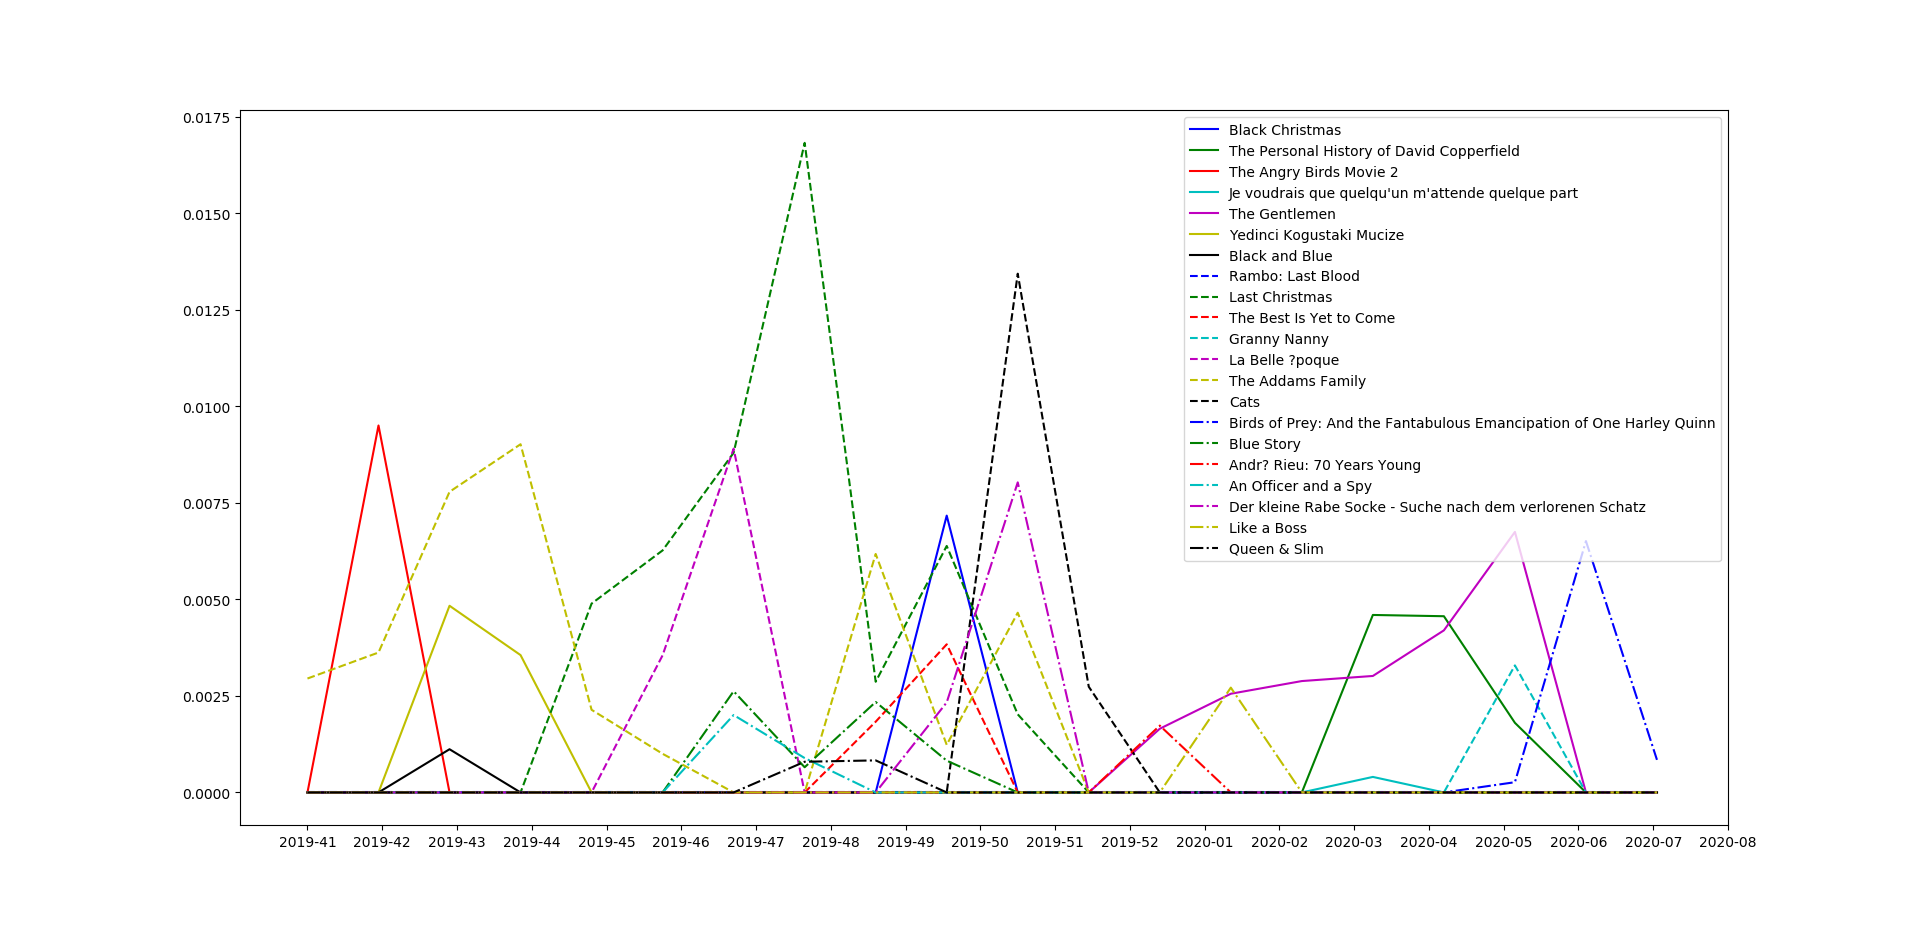 0.0175
0.0150
0.0125
0.0100
0.0075
0.0050
0.0025
0.0000
Black Christmas
The Personal History of David Copperfield
The Angry Birds Movie 2
Je voudrais que quelqu'un m'attende quelque part
The Gentlemen
Yedinci Kogustaki Mucize
Black and Blue
Rambo: Last Blood
Last Christmas
The Best Is Yet to Come
Granny Nanny
La Belle ?poque
The Addams Family
Cats
Birds of Prey: And the Fantabulous Emancipation of One Harley Quinn
Blue Story
Andr? Rieu: 70 Years Young
An Officer and a Spy
Der kleine Rabe Socke - Suche nach dem verlorenen Schatz
Like a Boss
Queen & Slim
2019-41 2019-42 2019-43 2019-44 2019-45 2019-46 2019-47 2019-48 2019-49 2019-50 2019-51 2019-52 2020-01 2020-02 2020-03 2020-04 2020-05 2020-06 2020-07 2020-08